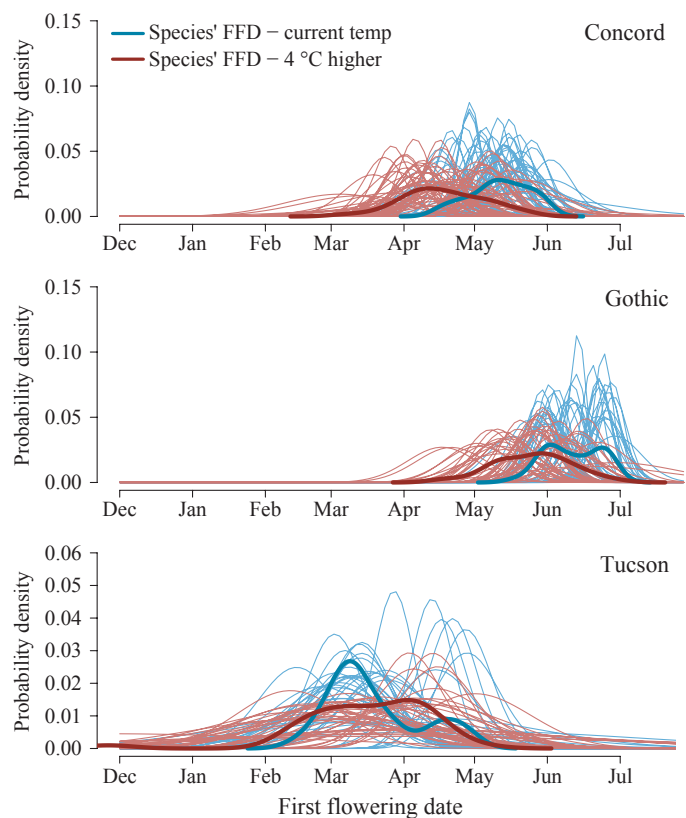 Species' FFD − current temp
Species' FFD − 4 °C higher
Concord
Probability density
0.15
0.10
0.05
0.00
Dec Jan Feb Mar Apr May Jun Jul
Gothic
Probability density
0.15
0.10
0.05
0.00
Dec Jan Feb Mar Apr May Jun Jul
Tucson
Probability density
0.06
0.05
0.04
0.03
0.02
0.01
0.00
Dec Jan Feb Mar Apr May Jun Jul
First flowering date